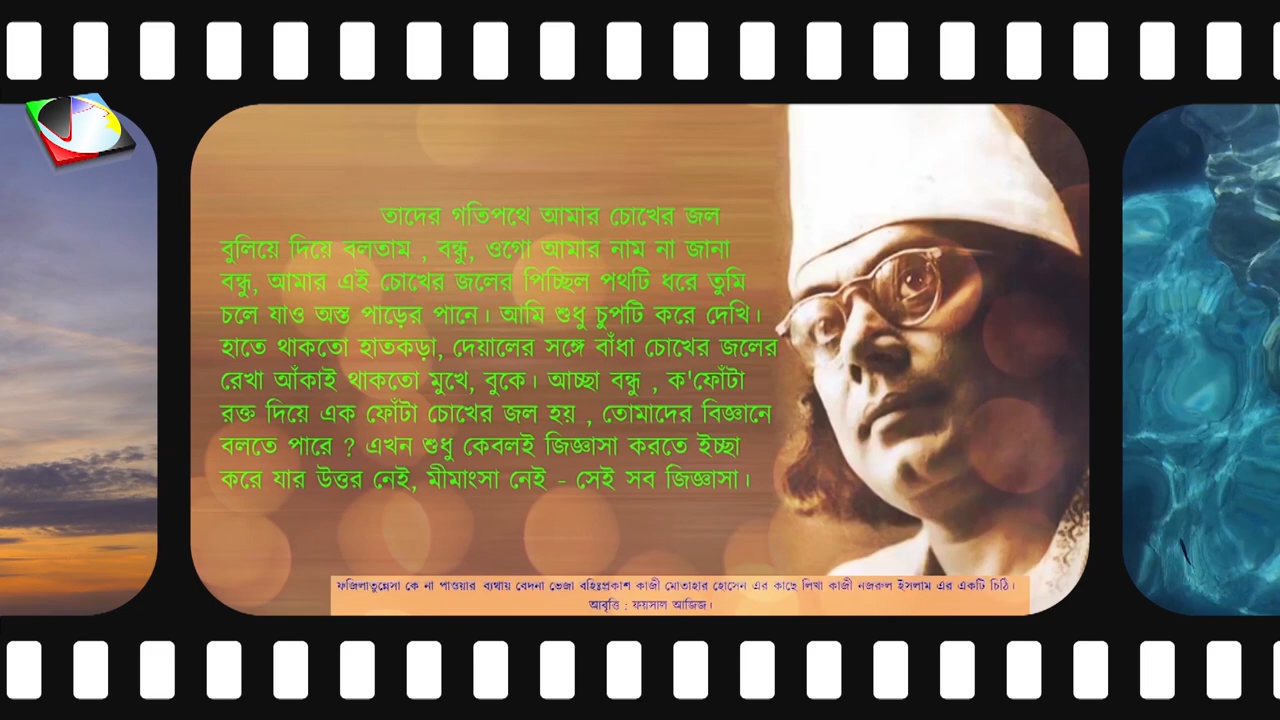 তাদের গতিপথে আমার চোখের জল
বুলিয়ে দিয়ে বলতাম , বন্ধু, ওগো আমার নাম না জানা
বন্ধু, আমার এই চোখের জলের পিচ্ছিল পথটি ধরে তুমি
চলে যাও অস্ত পাড়ের পানে। আমি শুধু চুপটি করে দেখি।
হাতে থাকতো হাতকড়া, দেয়ালের সঙ্গে বাঁধা চোখের জলের
রেখা আঁকাই থাকতো মুখে, বুকে। আচ্ছা বন্ধু , ক'ফোঁটা
রক্ত দিয়ে এক ফোঁটা চোখের জল হয় , তোমাদের বিজ্ঞানে
বলতে পারে ? এখন শুধু কেবলই জিজ্ঞাসা করতে ইচ্ছা
করে যার উত্তর নেই, মীমাংসা নেই - সেই সব জিজ্ঞাসা।
ফজিলাতুন্নেসা কে না পাওয়ার ব্যথায় বেদনা ভেজা বহিঃপ্রকাশ কাজী মোতাহার হোসেন এর কাছে লিখা কাজী নজরুল ইসলাম এর একটি চিঠি।
আবৃত্তি : ফয়সাল আজিজ।